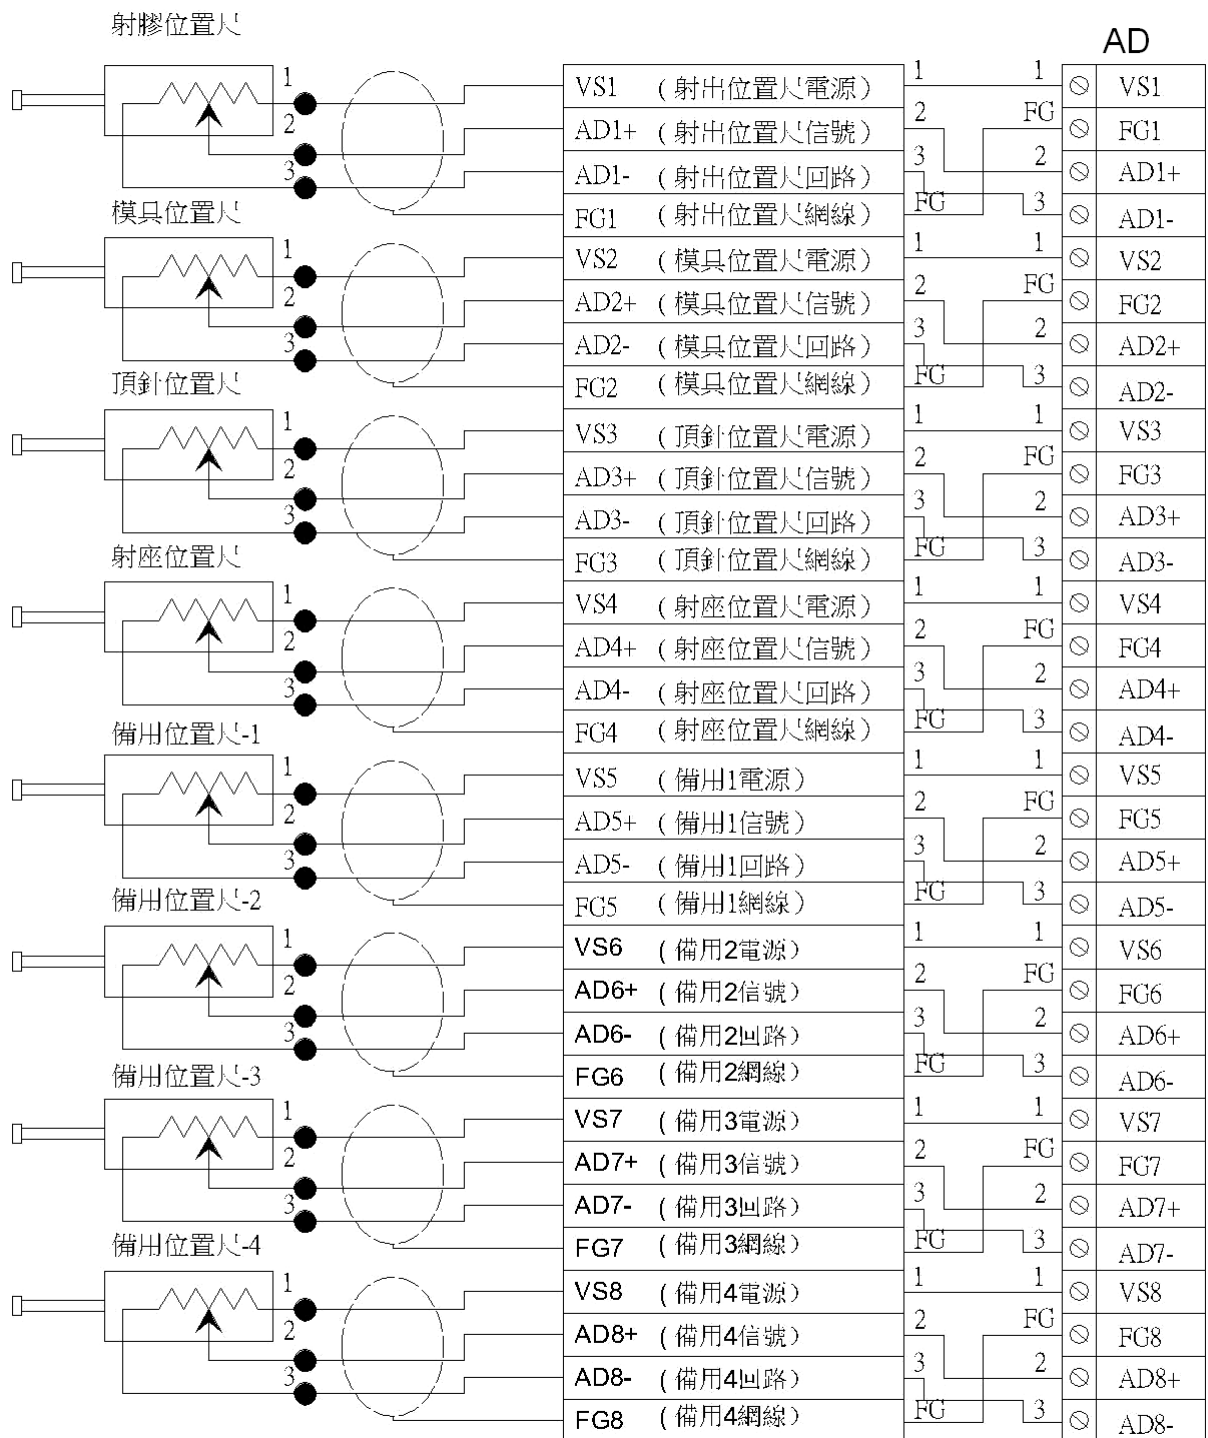 射膠位置尺
AD
1
2
3
VS1 （射出位置尺電源）
AD1+ （射出位置尺信號）
AD1- （射出位置尺回路）
FG1 （射出位置尺網線）
1 1
2 FG
3 2
FG 3
VS1
FG1
AD1+
AD1-
模具位置尺
1
2
3
VS2 （模具位置尺電源）
AD2+ （模具位置尺信號）
AD2- （模具位置尺回路）
FG2 （模具位置尺網線）
1 1
2 FG
3 2
FG 3
VS2
FG2
AD2+
AD2-
頂針位置尺
1
2
3
VS3 （頂針位置尺電源）
AD3+ （頂針位置尺信號）
AD3- （頂針位置尺回路）
FG3 （頂針位置尺網線）
1 1
2 FG
3 2
FG 3
VS3
FG3
AD3+
AD3-
射座位置尺
1
2
3
VS4 （射座位置尺電源）
AD4+ （射座位置尺信號）
AD4- （射座位置尺回路）
FG4 （射座位置尺網線）
1 1
2 FG
3 2
FG 3
VS4
FG4
AD4+
AD4-
備用位置尺-1
1
2
3
VS5 （備用1電源）
AD5+ （備用1信號）
AD5- （備用1回路）
FG5 （備用1網線）
1 1
2 FG
3 2
FG 3
VS5
FG5
AD5+
AD5-
備用位置尺-2
1
2
3
VS6 （備用2電源）
AD6+ （備用2信號）
AD6- （備用2回路）
FG6 （備用2網線）
1 1
2 FG
3 2
FG 3
VS6
FG6
AD6+
AD6-
備用位置尺-3
1
2
3
VS7 （備用3電源）
AD7+ （備用3信號）
AD7- （備用3回路）
FG7 （備用3網線）
1 1
2 FG
3 2
FG 3
VS7
FG7
AD7+
AD7-
備用位置尺-4
1
2
3
VS8 （備用4電源）
AD8+ （備用4信號）
AD8- （備用4回路）
FG8 （備用4網線）
1 1
2 FG
3 2
FG 3
VS8
FG8
AD8+
AD8-